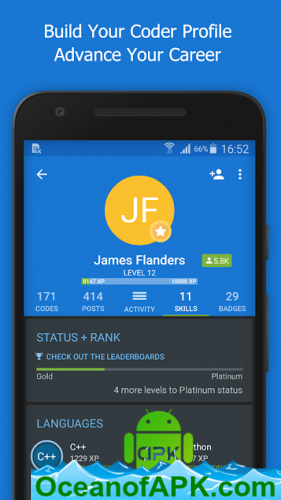 Build Your Coder Profile
Advance Your Career
66% 16:52
JF
James Flanders
5.8K
LEVEL 12
8147 XP 10000 XP
171 414 11 29
CODES POSTS ACTIVITY SKILLS BADGES
STATUS + RANK
CHECK OUT THE LEADERBOARDS
Gold Platinum
4 more levels to Platinum status
LANGUAGES
C++ C++
1229 XP XP
APK
OceanofAPK.com